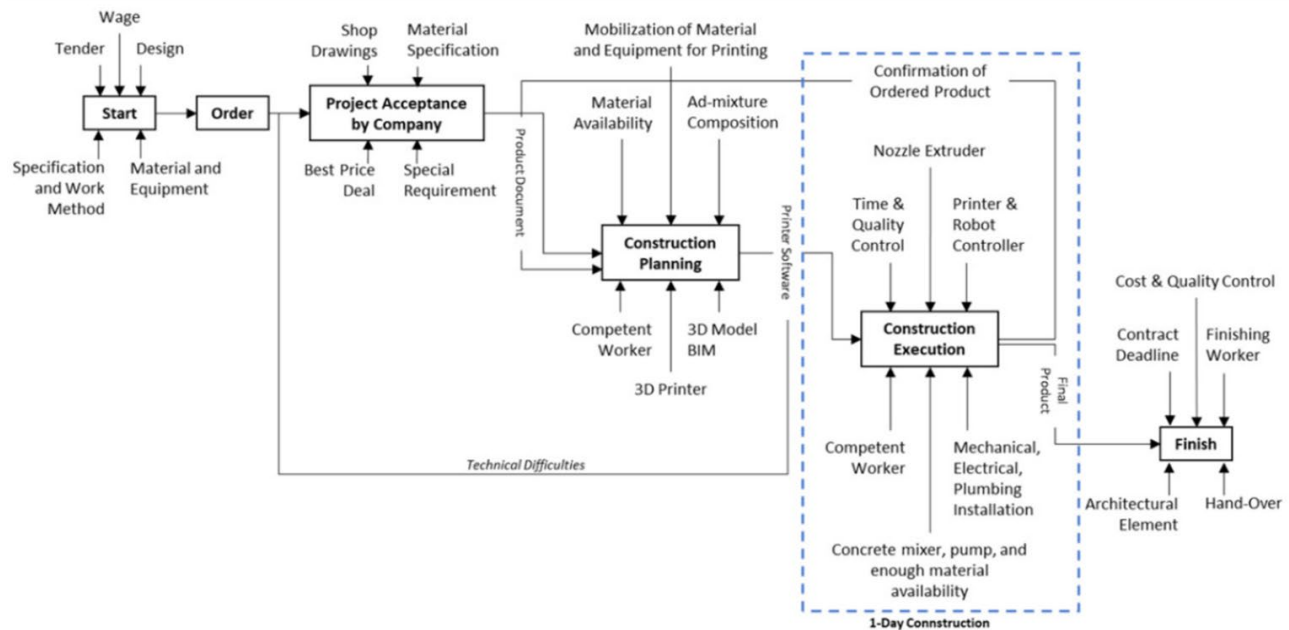 Wage
Tender
Design
Start
Specification
and Work
Method
Material and
Equipment
Order
Shop
Drawings
Material
Specification
Project Acceptance
by Company
Best Price
Deal
Special
Requirement
Product Document
Mobilization of Material
and Equipment for Printing
Material
Availability
Ad-mixture
Composition
Construction
Planning
Competent
Worker
3D Model
BIM
3D Printer
Printer Software
Technical Difficulties
Confirmation of
Ordered Product
Nozzle Extruder
Time &
Quality
Control
Printer &
Robot
Controller
Construction
Execution
Competent
Worker
Mechanical,
Electrical,
Plumbing
Installation
Concrete mixer, pump, and
enough material
availability
1-Day Connstruction
Final
Product
Cost & Quality Control
Contract
Deadline
Finishing
Worker
Finish
Architectural
Element
Hand-Over